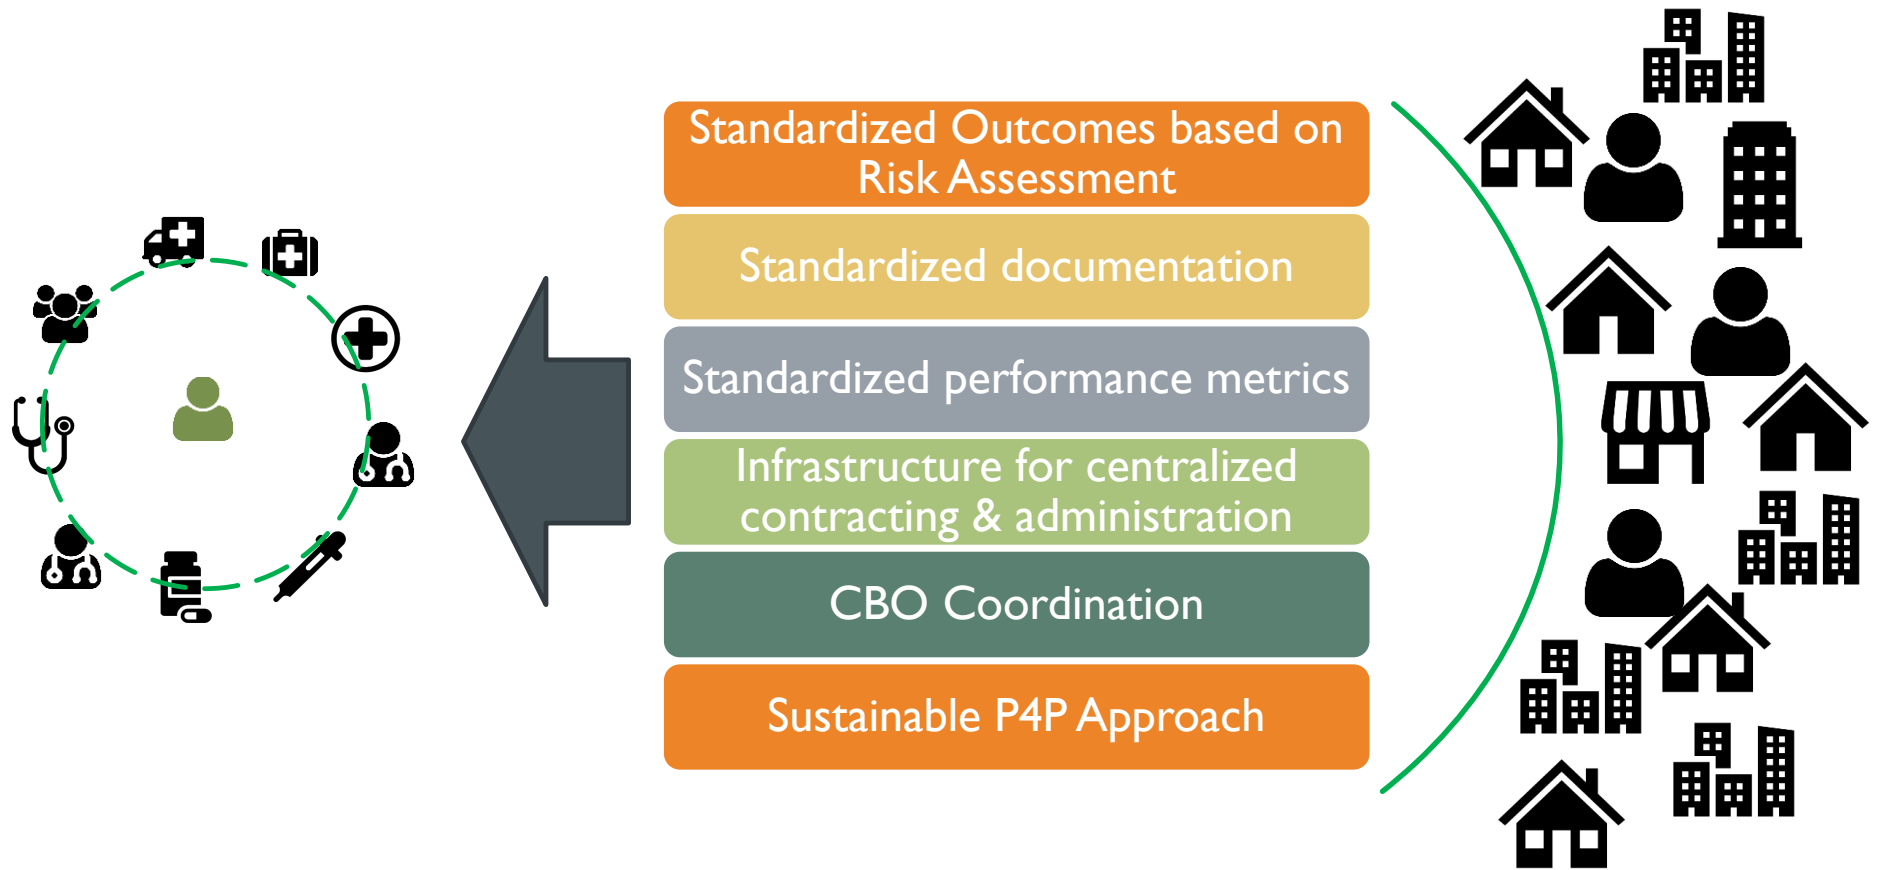 Standardized Outcomes based on
Risk Assessment
Standardized documentation
Standardized performance metrics
Infrastructure for centralized
contracting & administration
CBO Coordination
Sustainable P4P Approach